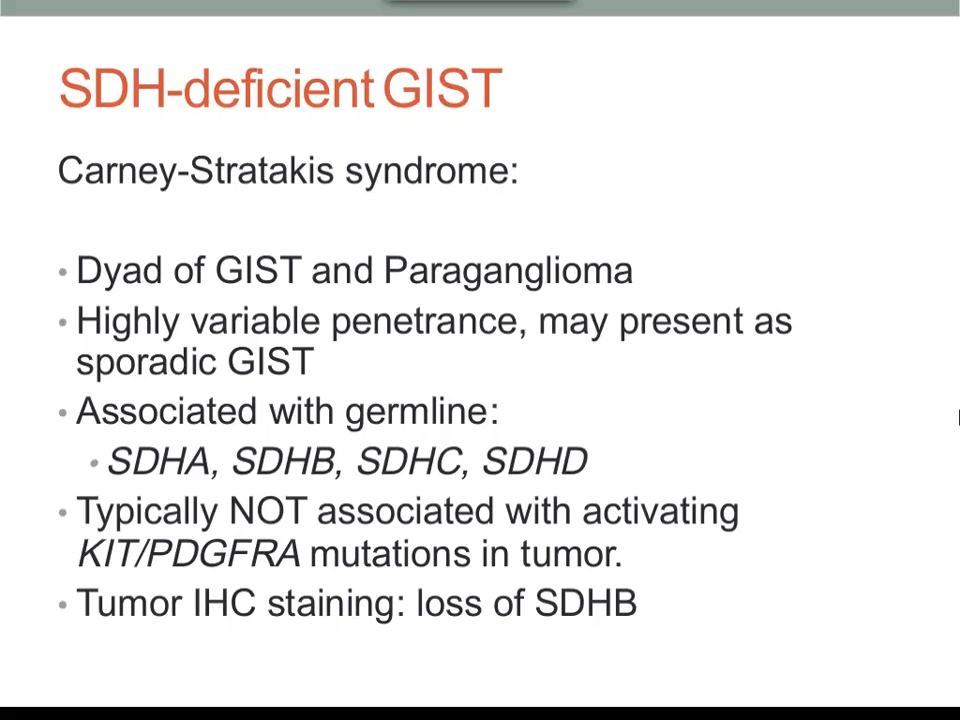 SDH-deficient GIST
Carney-Stratakis syndrome:
• Dyad of GIST and Paraganglioma
• Highly variable penetrance, may present as
sporadic GIST
• Associated with germline:
• SDHA, SDHB, SDHC, SDHD
• Typically NOT associated with activating
KIT/PDGFRA mutations in tumor.
• Tumor IHC staining: loss of SDHB